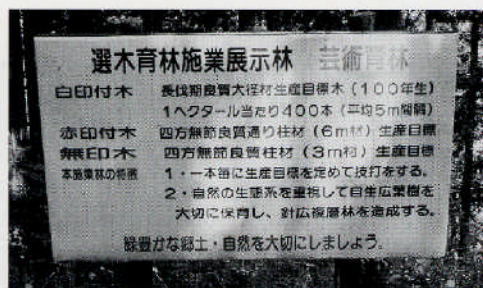 選木育林施業展示林 芸術育林
白印付木 長伐期良質大径材生産目標木(100年生)
1ヘクタール当たり400本(平均5m間隔)
赤印付木 四方無節良質通り柱材(6m材)生産目標
無印木 四方無節良質柱材(3m材)生産目標
本施業林の特徴 1・一本毎に生産目標を定めて枝打をする。
2・自然の生態系を重視して自生広葉樹を
大切に保育し、針広複層林を造成する。
緑豊かな郷土・自然を大切にしましょう。